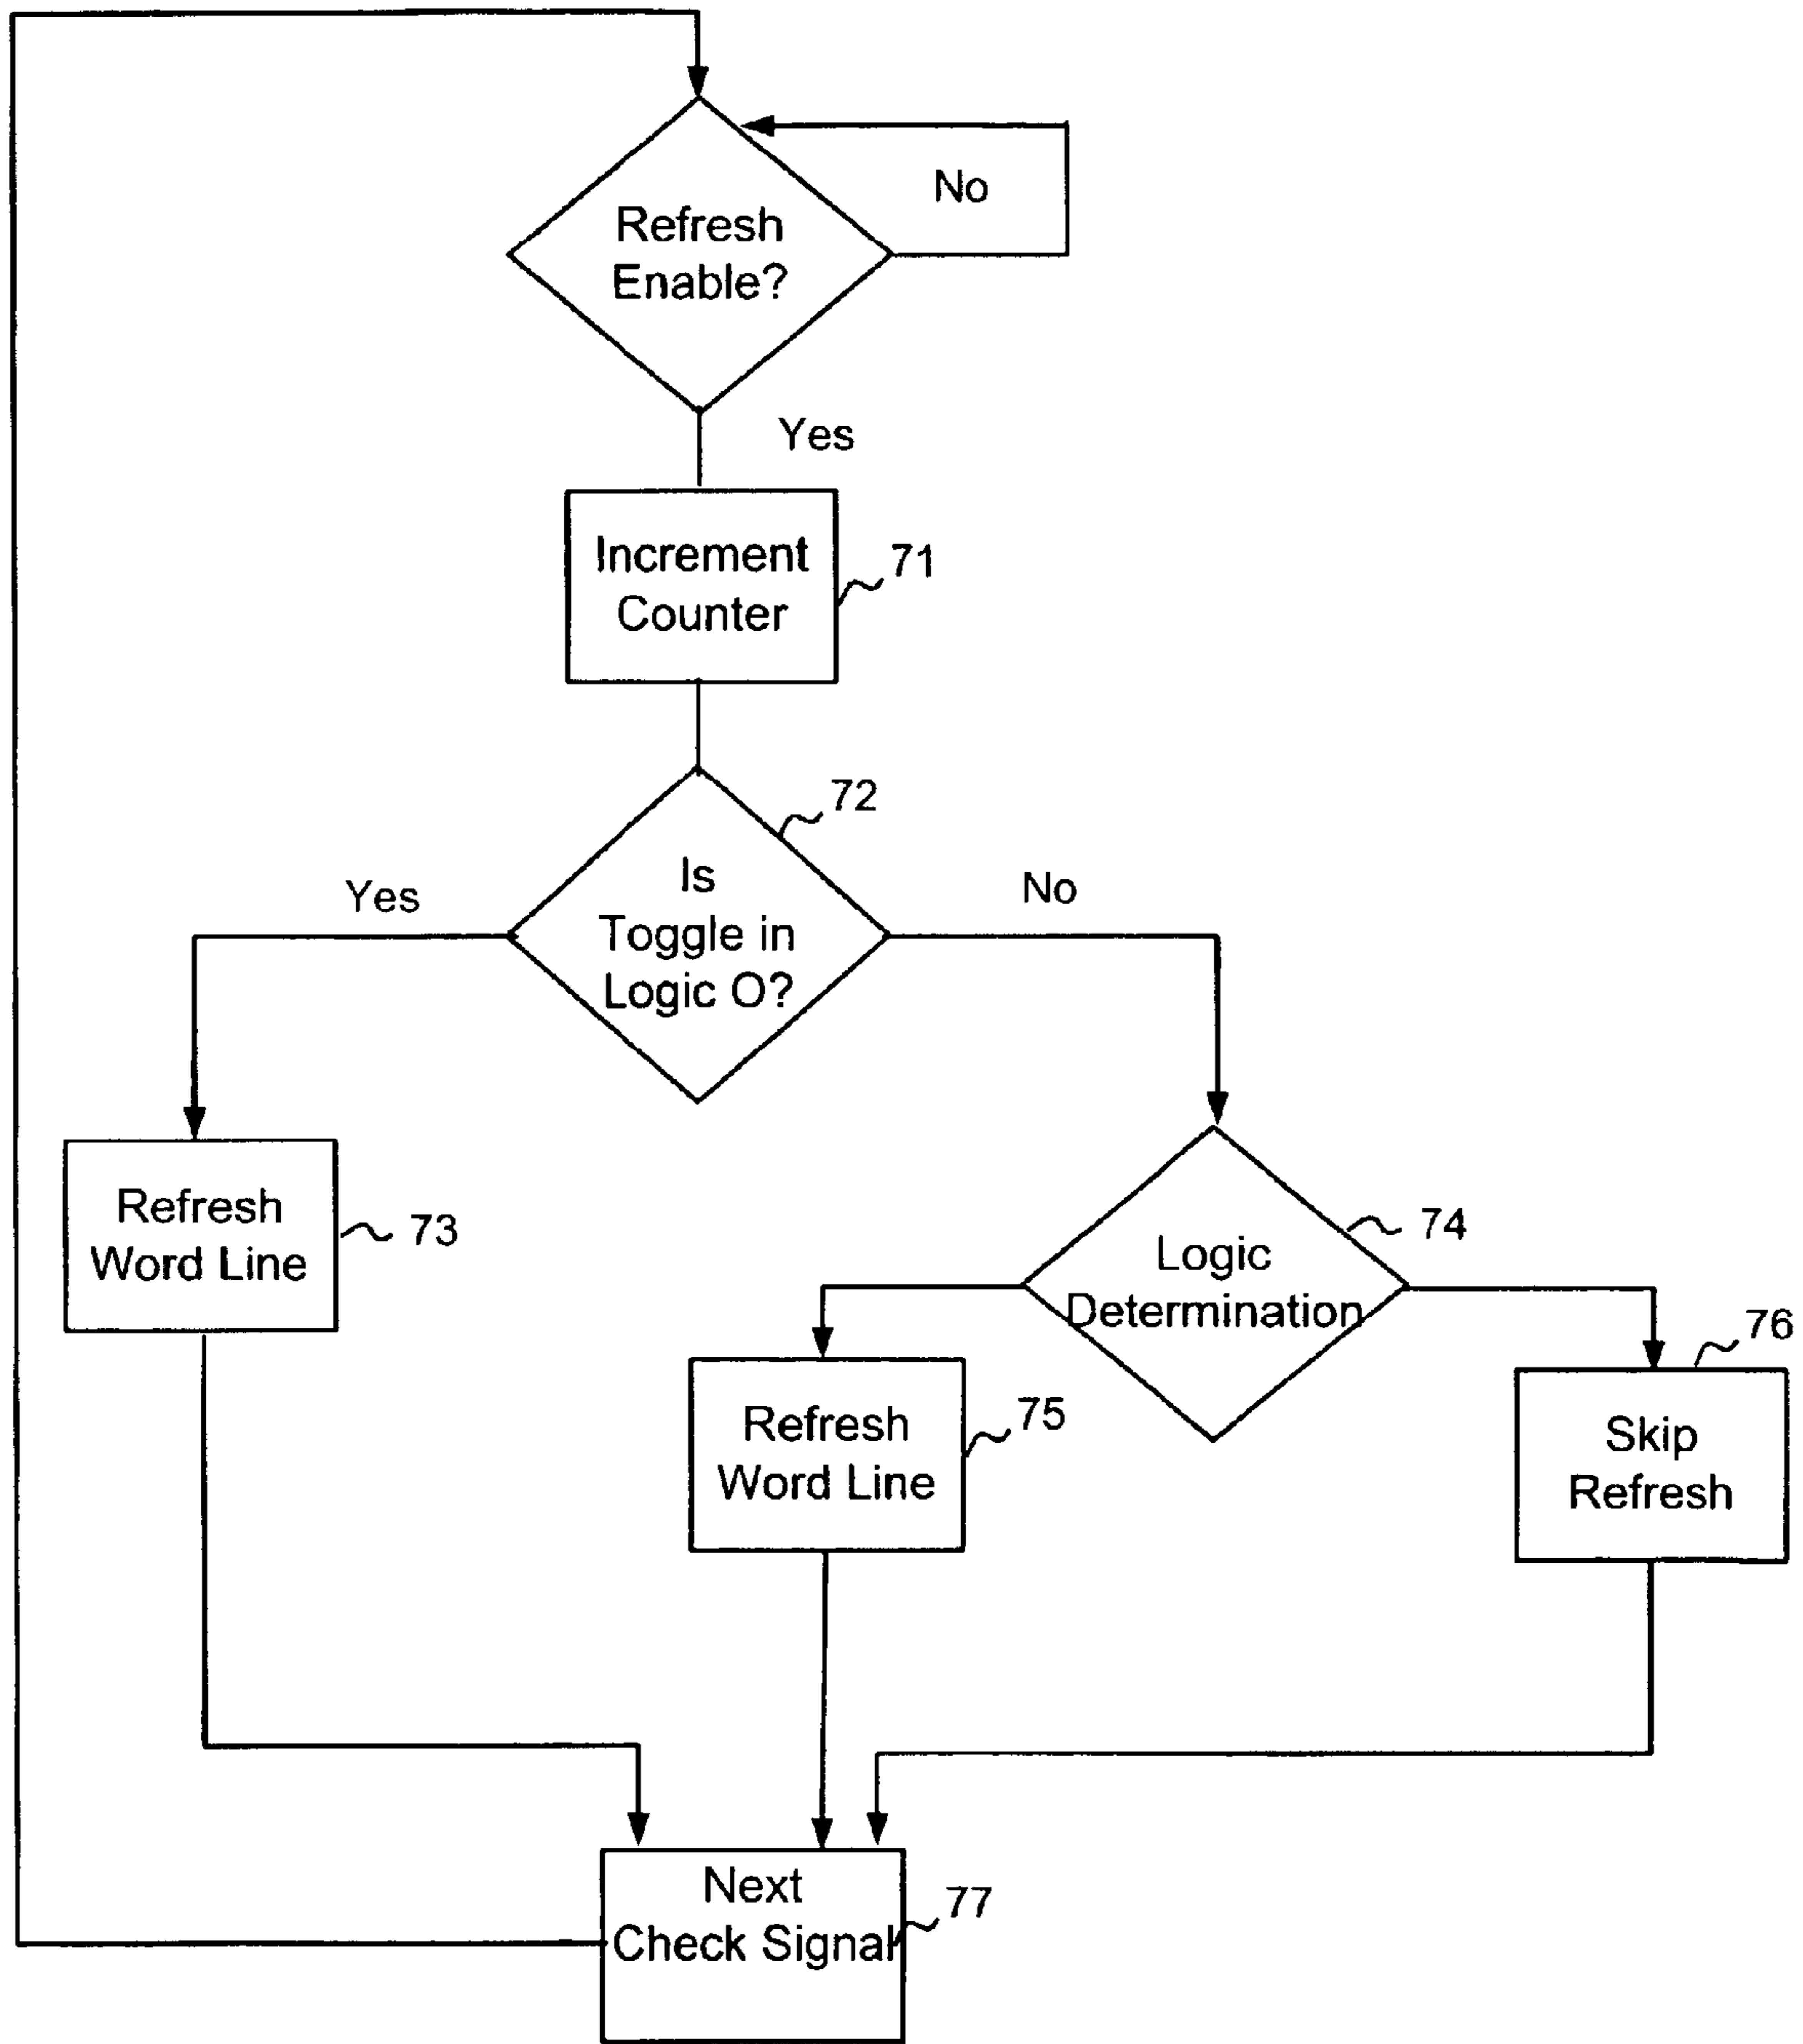 No
Refresh
Enable?
Yes
Increment
Counter
71
72
Is
Toggle in
Logic O?
Yes
No
Refresh
Word Line
73
Logic
Determination
74
Refresh
Word Line
75
76
Skip
Refresh
Next
Check Signal
77